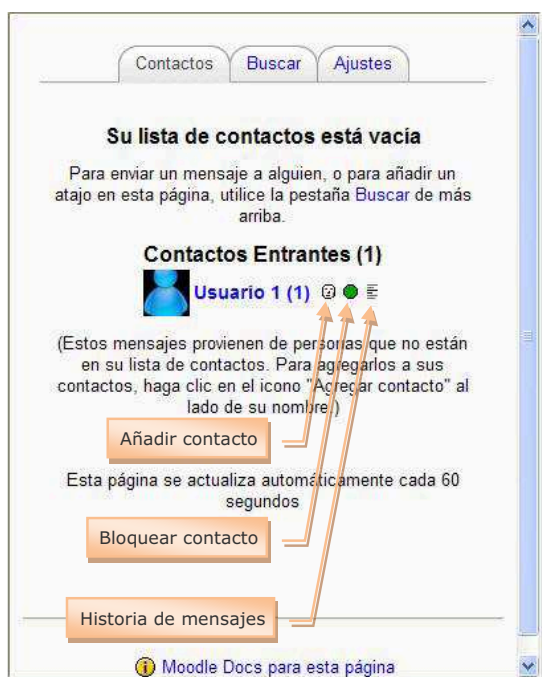 Contactos Buscar Ajustes
Su lista de contactos está vacía
Para enviar un mensaje a alguien, o para añadir un
atajo en esta página, utilice la pestaña Buscar de más
arriba.
Contactos Entrantes (1)
Usuario 1 (1)
(Estos mensajes provienen de personas que no están
en su lista de contactos. Para agregarlos a sus
contactos, haga clic en el icono "Agregar contacto" al
lado de su nombre.)
Añadir contacto
Esta página se actualiza automáticamente cada 60
segundos
Bloquear contacto
Historia de mensajes
Moodle Docs para esta página